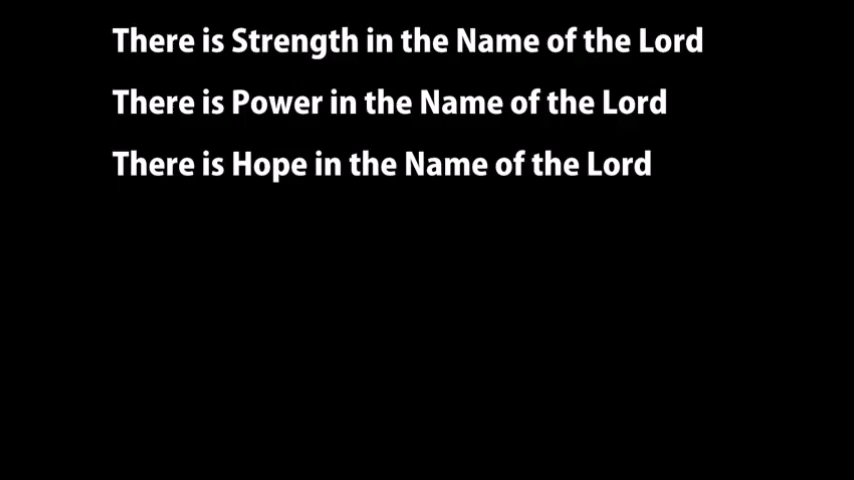 There is Strength in the Name of the Lord
There is Power in the Name of the Lord
There is Hope in the Name of the Lord